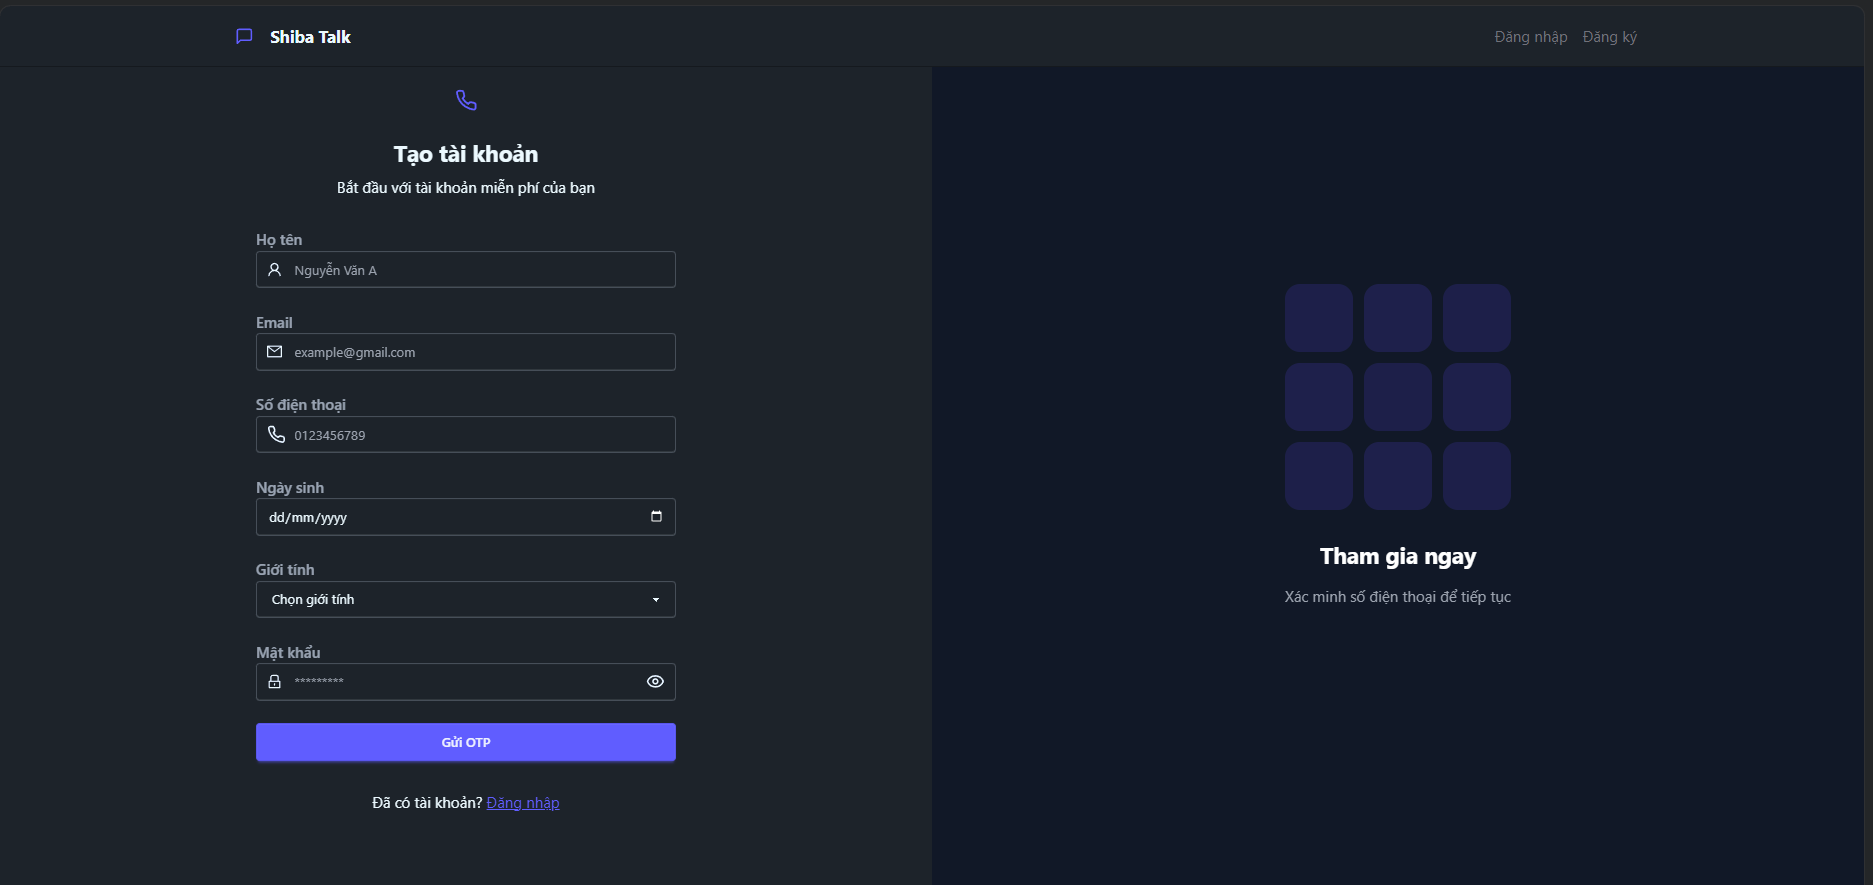 Shiba Talk
Đăng nhập Đăng ký
Tạo tài khoản
Bắt đầu với tài khoản miễn phí của bạn
Họ tên
Nguyễn Văn A
Email
example@gmail.com
Số điện thoại
0123456789
Ngày sinh
dd/mm/yyyy
Giới tính
Chọn giới tính
Mật khẩu
*********
Gửi OTP
Đã có tài khoản? Đăng nhập
Tham gia ngay
Xác minh số điện thoại để tiếp tục